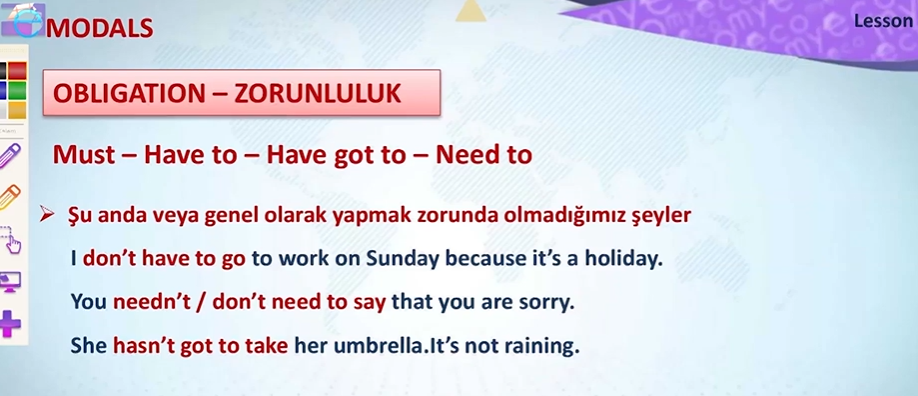 MODALS
Lesson
OBLIGATION – ZORUNLULUK
Must – Have to – Have got to – Need to
Şu anda veya genel olarak yapmak zorunda olmadığımız şeyler
I don't have to go to work on Sunday because it's a holiday.
You needn't / don't need to say that you are sorry.
She hasn't got to take her umbrella.It's not raining.